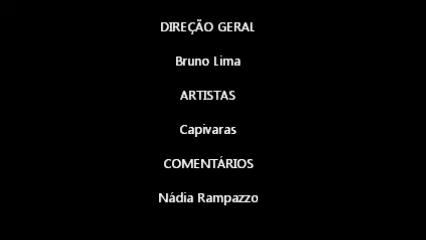 DIREÇÃO GERAL
Bruno Lima
ARTISTAS
Capivaras
COMENTÁRIOS
Nádia Rampazzo